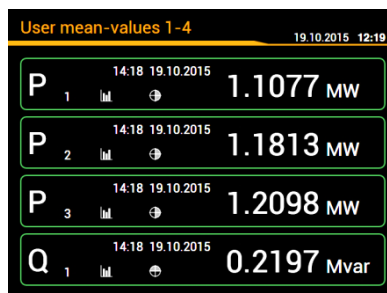 User mean-values 1-4
19.10.2015 12:19
14:18 19.10.2015
P 1 1.1077 MW
14:18 19.10.2015
P 2 1.1813 MW
14:18 19.10.2015
P 3 1.2098 MW
14:18 19.10.2015
Q 1 0.2197 Mvar